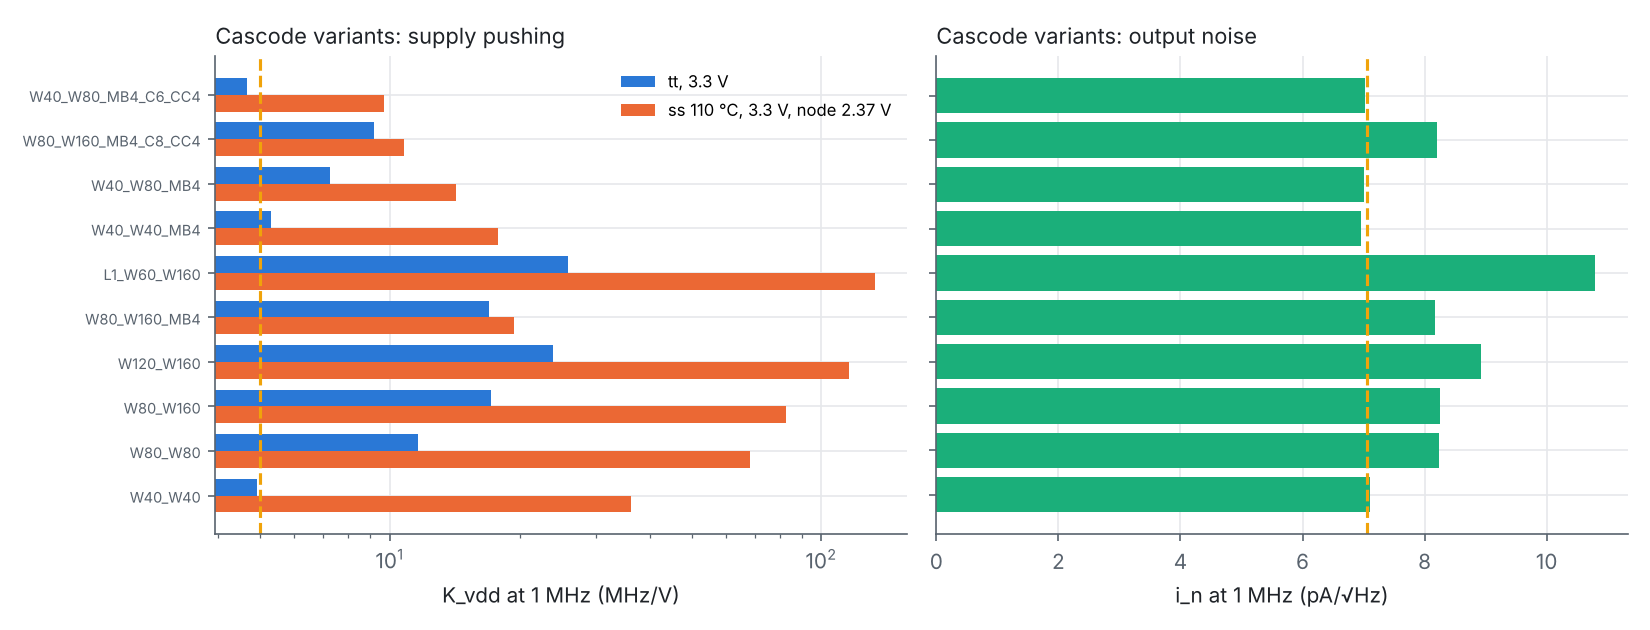 Cascode variants: supply pushing
tt, 3.3 V
ss 110 °C, 3.3 V, node 2.37 V
W40_W80_MB4_C6_CC4
W80_W160_MB4_C8_CC4
W40_W80_MB4
W40_W40_MB4
L1_W60_W160
W80_W160_MB4
W120_W160
W80_W160
W80_W80
W40_W40
10¹ 10²
K_vdd at 1 MHz (MHz/V)
Cascode variants: output noise
0 2 4 6 8 10
i_n at 1 MHz (pA/√Hz)